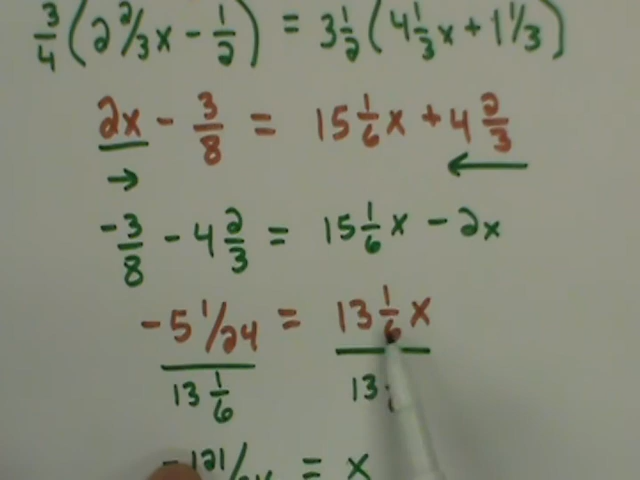 3/4 (2 2/3 x - 1/2) = 3 1/2 (4 1/3 x + 1 1/3)
2x - 3/8 = 15 1/6 x + 4 2/3
-3/8 - 4 2/3 = 15 1/6 x - 2x
-5 1/24 = 13 1/6 x
13 1/6 13
-121/ = x